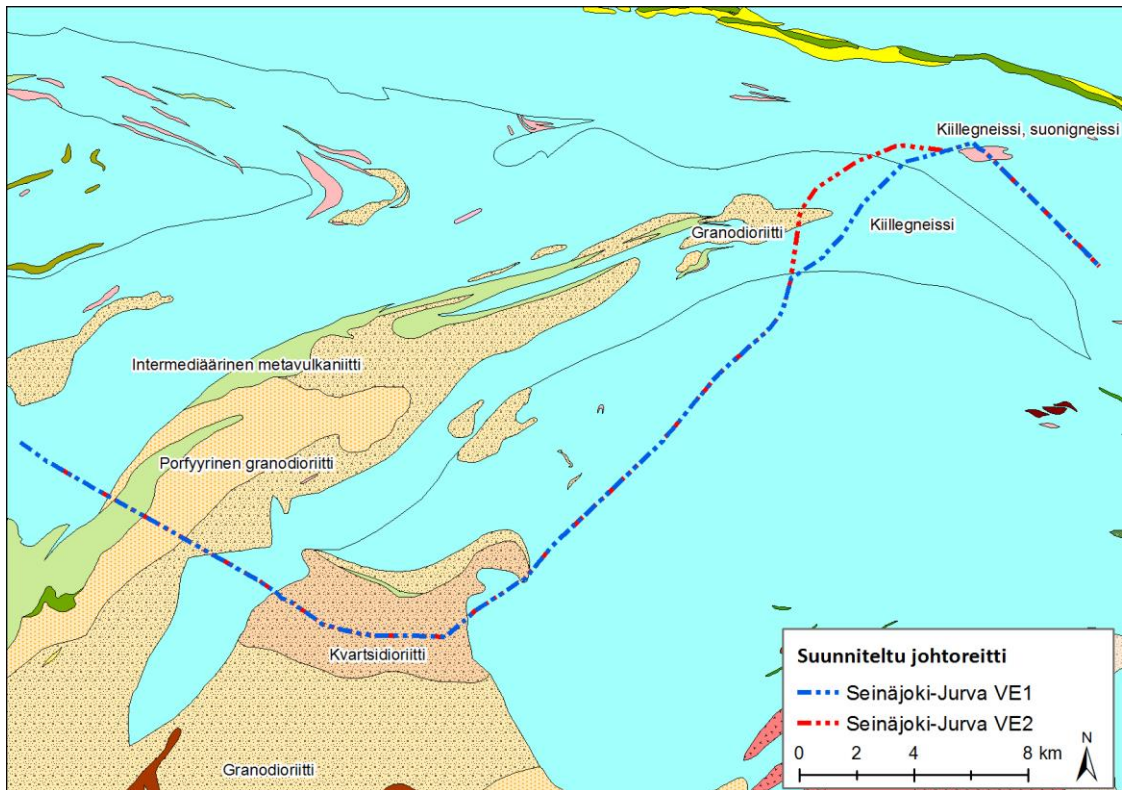 Kiillegneissi, suonigneissi
Kiillegneissi
Granodioriitti
Intermediäärinen metavulkaniitti
Porfyyrinen granodioriitti
Kvartsidioriitti
Granodioriitti
Suunniteltu johtoreitti
Seinäjoki-Jurva VE1
Seinäjoki-Jurva VE2
0 2 4 8 km
N